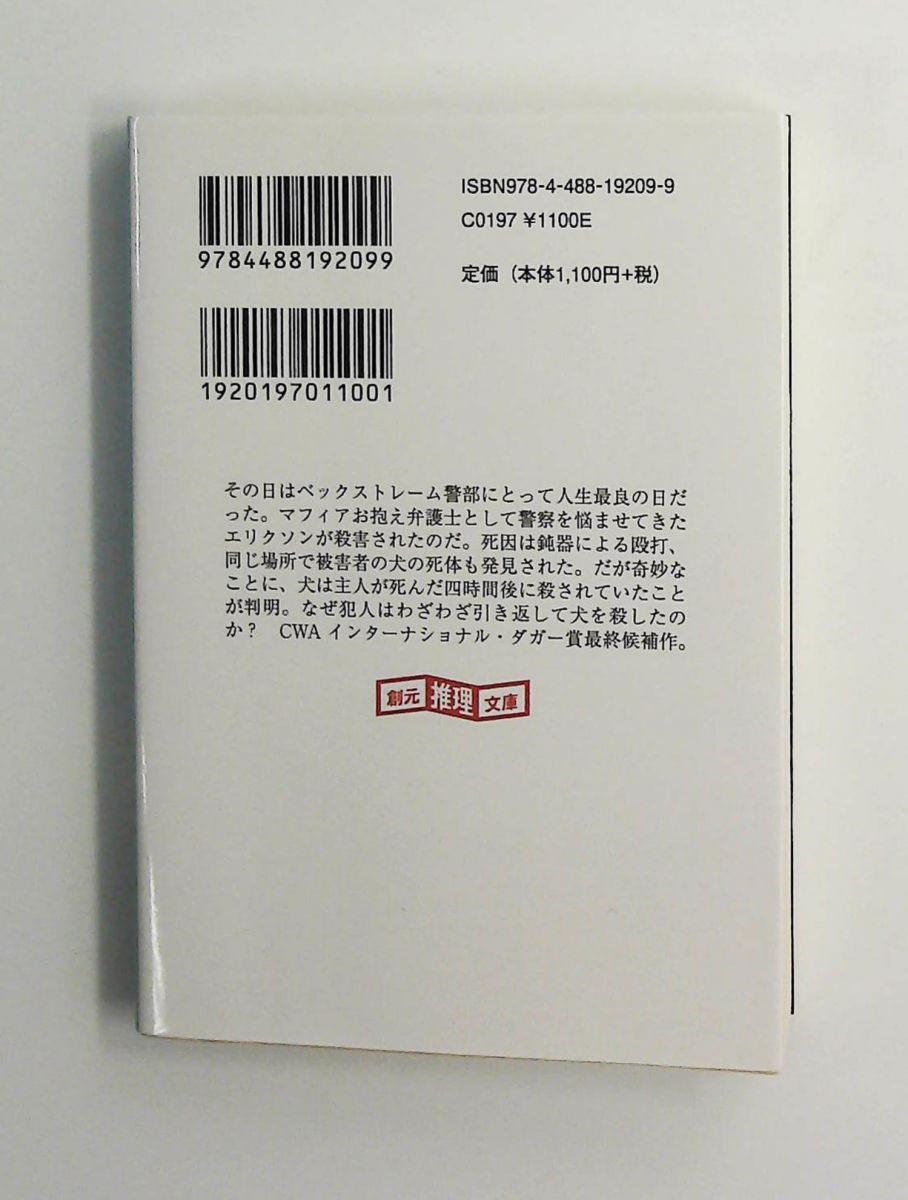 9784488192099
1920197011001
ISBN978-4-488-19209-9
C0197 ¥1100E
定価(本体1,100円+税)
その日はベックストレーム警部にとって人生最良の日だ
った。マフィアお抱え弁護士として警察を悩ませてきた
エリクソンが殺害されたのだ。死因は鈍器による殴打、
同じ場所で被害者の犬の死体も発見された。だが奇妙な
ことに、犬は主人が死んだ四時間後に殺されていたこと
が判明。なぜ犯人はわざわざ引き返して犬を殺したの
か? CWAインターナショナル・ダガー賞最終候補作。
創元推理文庫